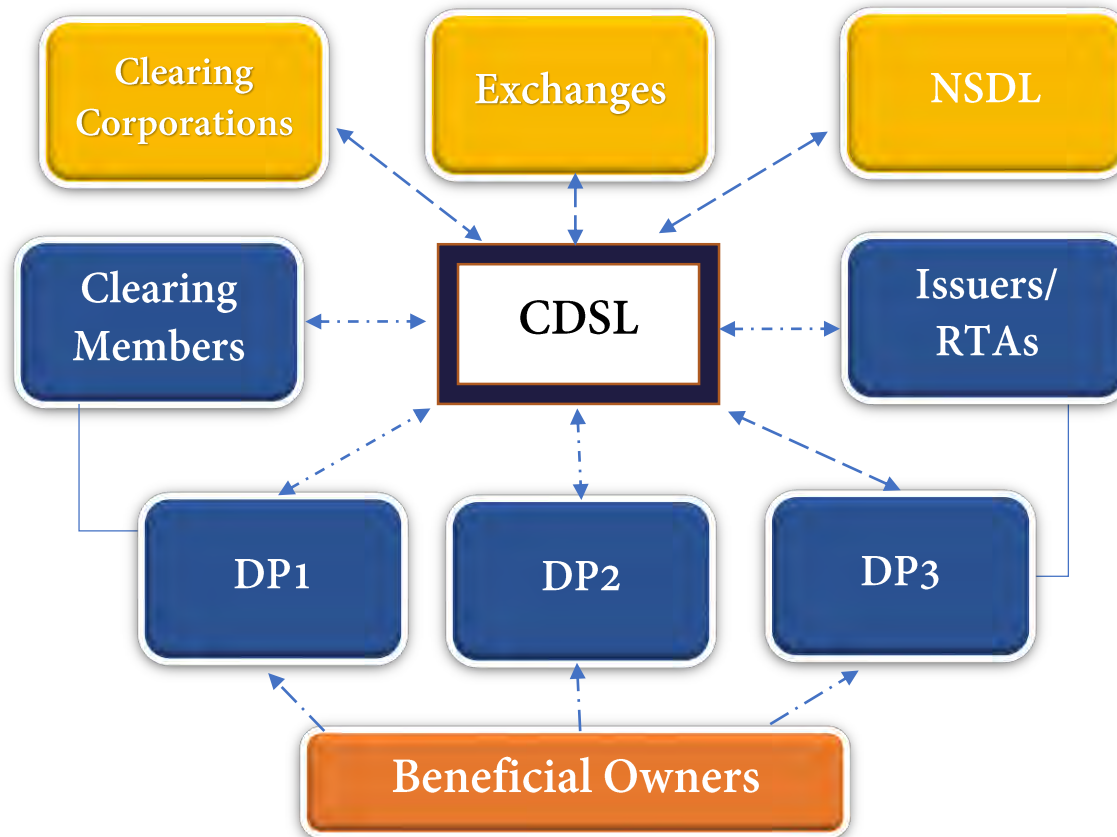 Clearing
Corporations
Exchanges
NSDL
Clearing
Members
CDSL
Issuers/
RTAs
DP1
DP2
DP3
Beneficial Owners